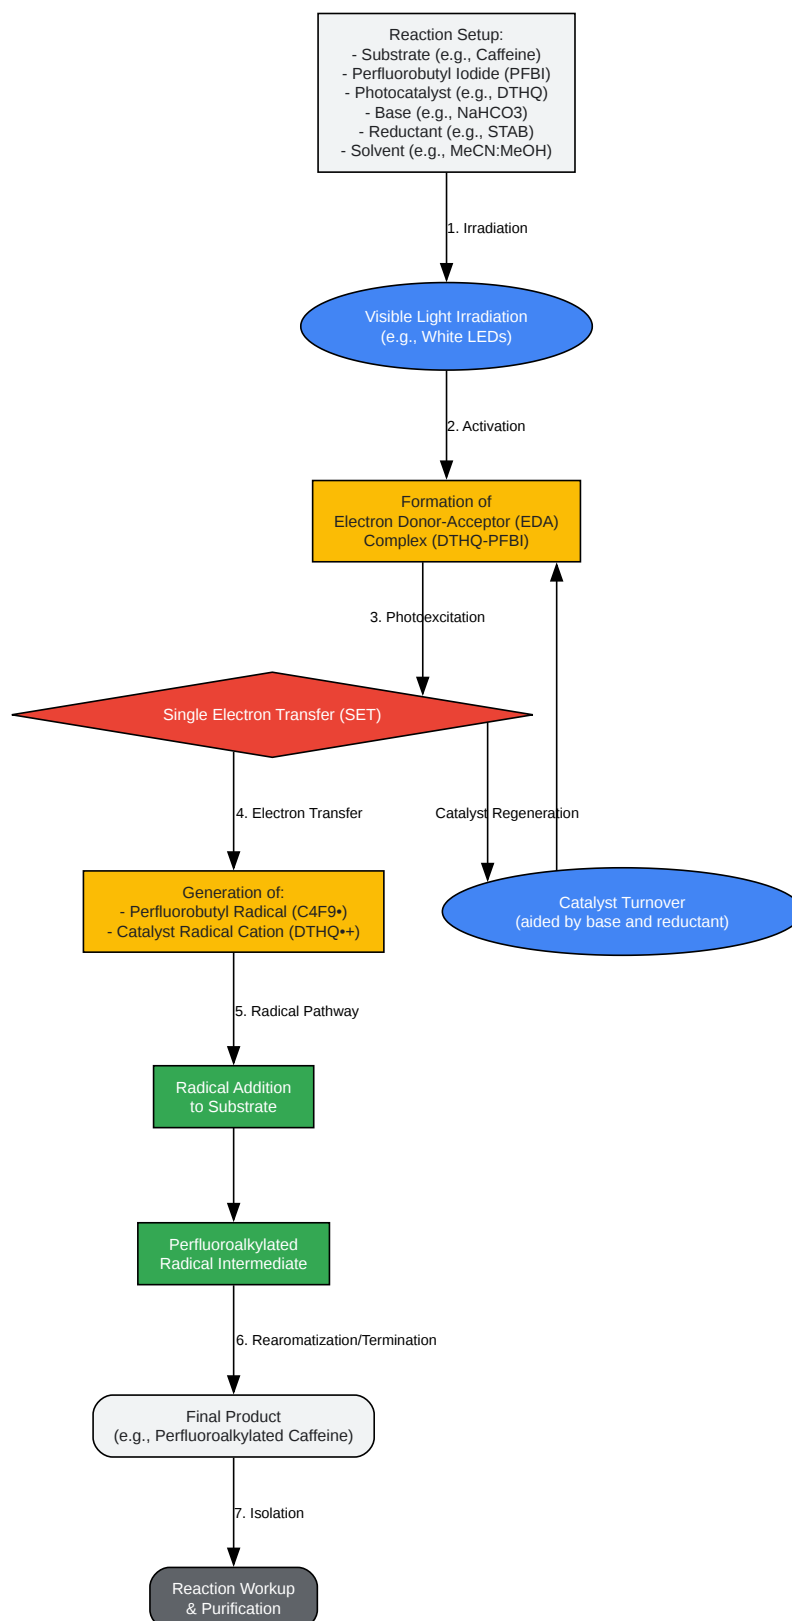 Reaction Setup:
- Substrate (e.g., Caffeine)
- Perfluorobutyl Iodide (PFBI)
- Photocatalyst (e.g., DTHQ)
- Base (e.g., NaHCO3)
- Reductant (e.g., STAB)
- Solvent (e.g., MeCN:MeOH)
1. Irradiation
Visible Light Irradiation
(e.g., White LEDs)
2. Activation
Formation of
Electron Donor-Acceptor (EDA)
Complex (DTHQ-PFBI)
3. Photoexcitation
Single Electron Transfer (SET)
4. Electron Transfer
Catalyst Regeneration
Generation of:
- Perfluorobutyl Radical (C4F9•)
- Catalyst Radical Cation (DTHQ•+)
Catalyst Turnover
(aided by base and reductant)
5. Radical Pathway
Radical Addition
to Substrate
Perfluoroalkylated
Radical Intermediate
6. Rearomatization/Termination
Final Product
(e.g., Perfluoroalkylated Caffeine)
7. Isolation
Reaction Workup
& Purification